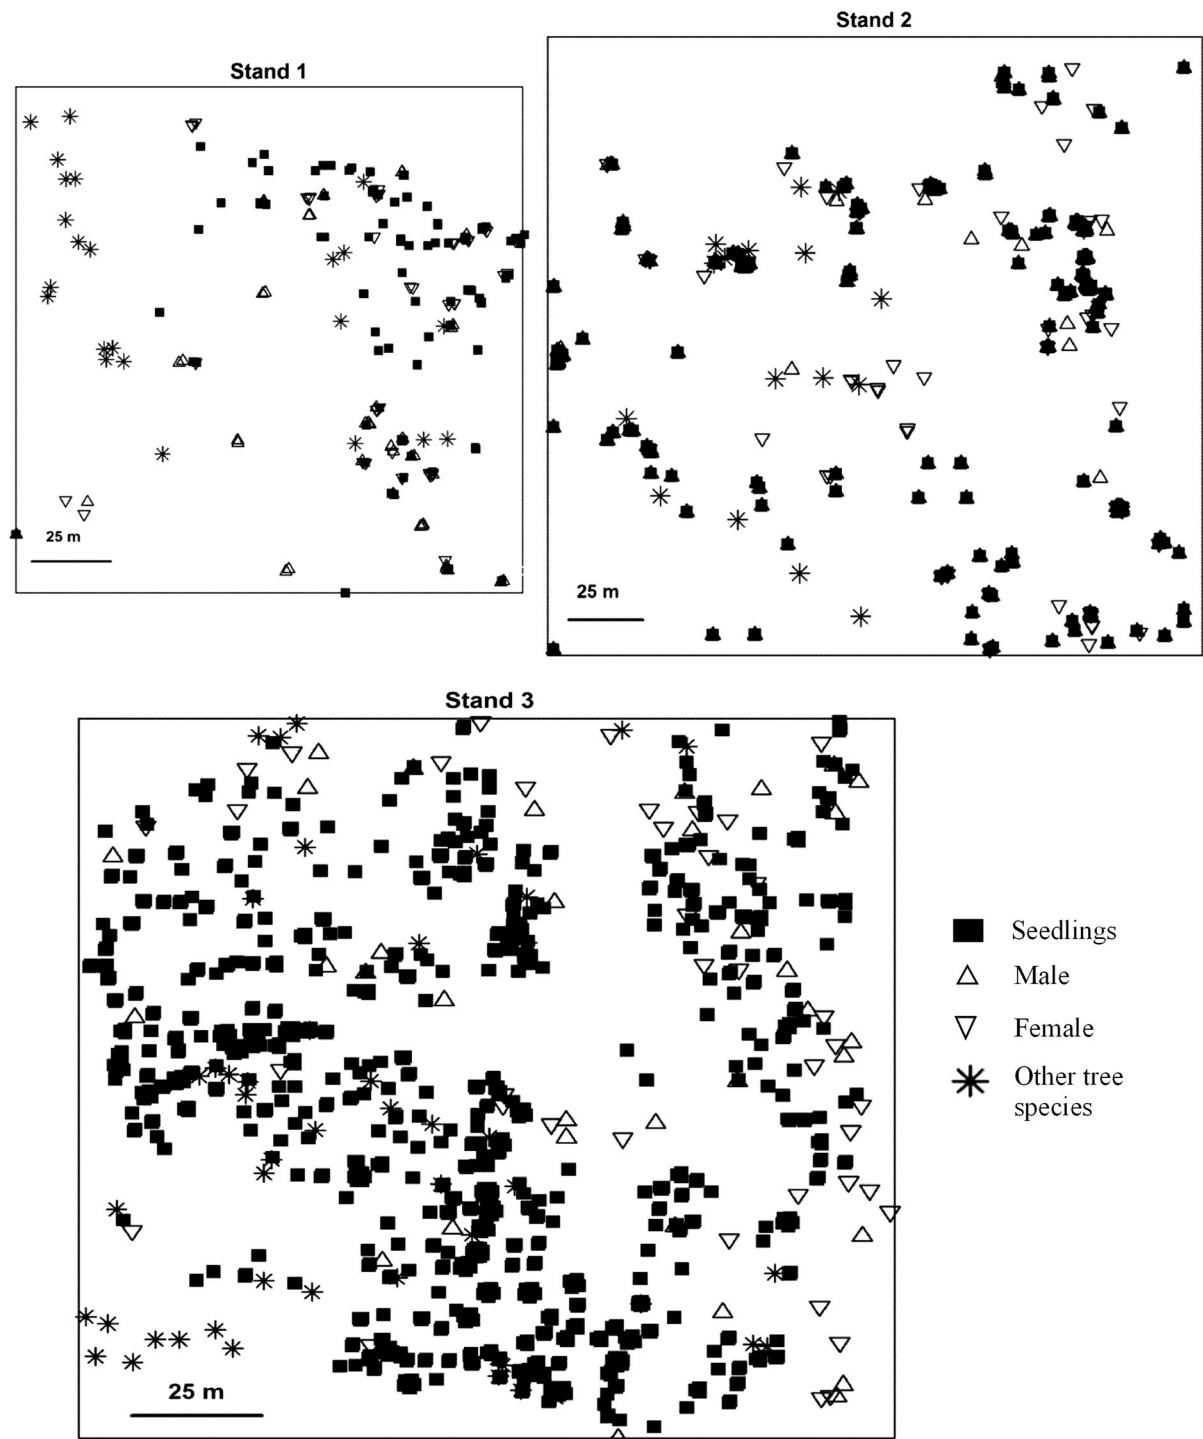 Stand 1
25 m
Stand 2
25 m
Stand 3
25 m
Seedlings
Male
Female
Other tree
species